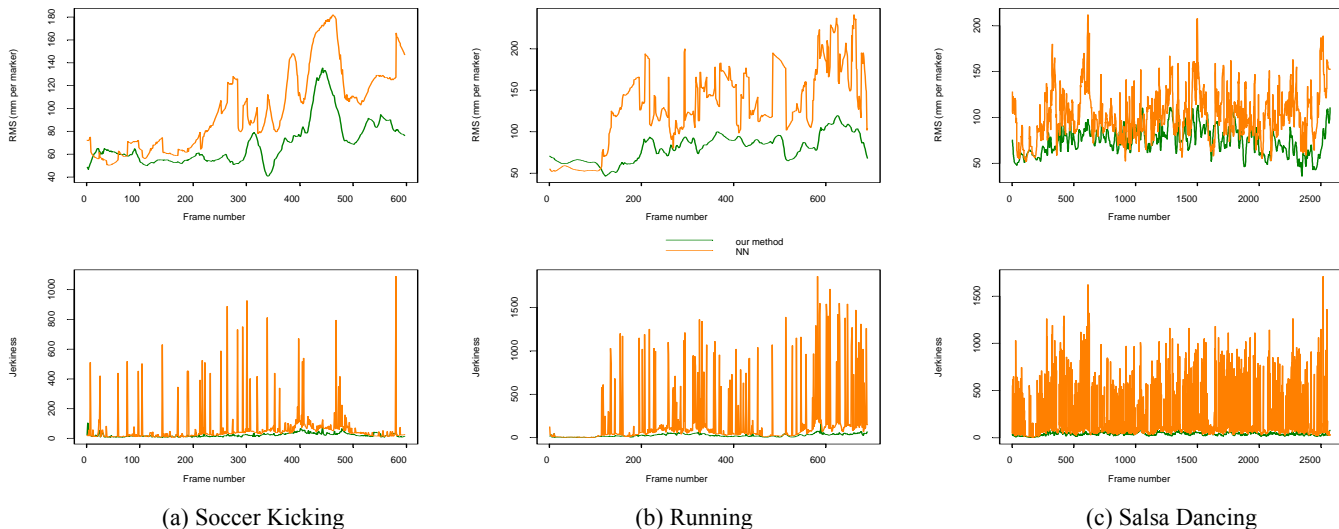 RMS (mm per marker)
40 60 80 100 120 140 160 180
0 100 200 300 400 500 600
Frame number
RMS (mm per marker)
50 100 150 200
0 200 400 600
Frame number
RMS (mm per marker)
50 100 150 200
0 500 1000 1500 2000 2500
Frame number
our method
NN
Jerkiness
0 200 400 600 800 1000
0 100 200 300 400 500 600
Frame number
Jerkiness
0 500 1000 1500
0 200 400 600
Frame number
Jerkiness
0 500 1000 1500
0 500 1000 1500 2000 2500
Frame number
(a) Soccer Kicking
(b) Running
(c) Salsa Dancing